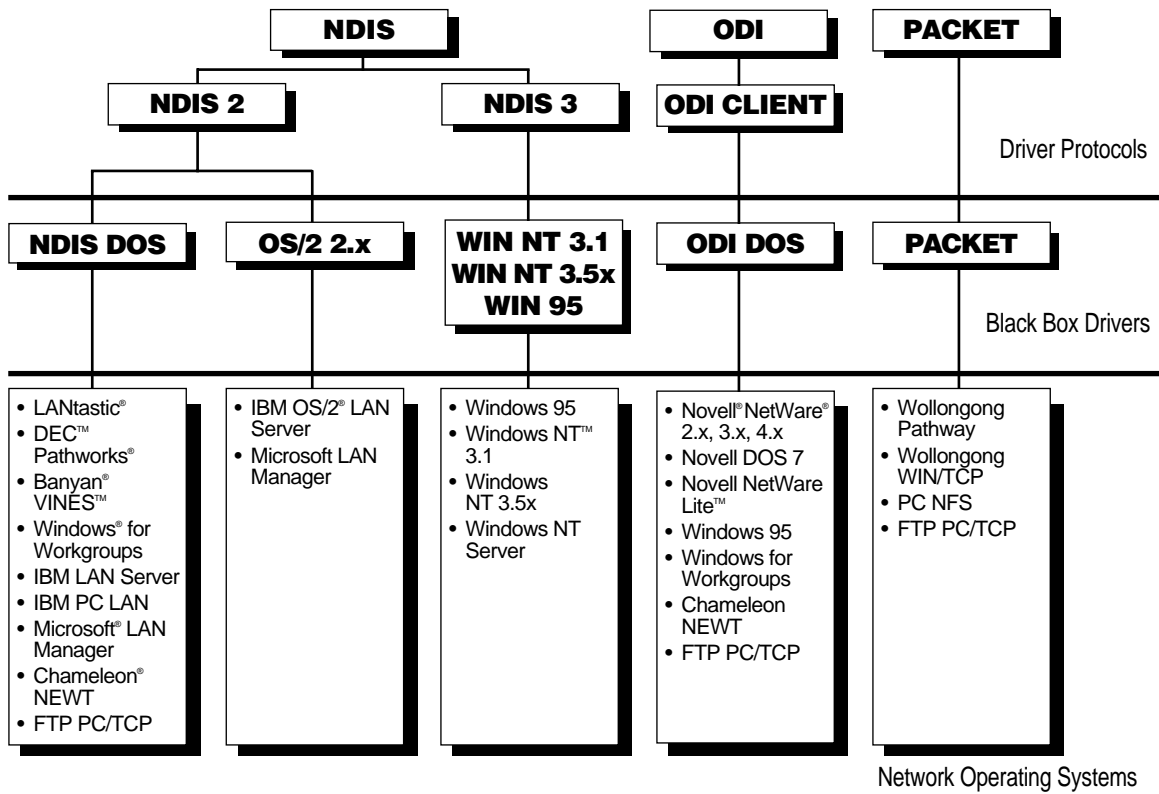 NDIS
ODI
PACKET
NDIS 2
NDIS 3
ODI CLIENT
Driver Protocols
NDIS DOS
OS/2 2.x
WIN NT 3.1
WIN NT 3.5x
WIN 95
ODI DOS
PACKET
Black Box Drivers
• LANtastic®
• DEC™
Pathworks®
• Banyan®
VINES™
• Windows® for
Workgroups
• IBM LAN Server
• IBM PC LAN
• Microsoft® LAN
Manager
• Chameleon®
NEWT
• FTP PC/TCP
• IBM OS/2® LAN
Server
• Microsoft LAN
Manager
• Windows 95
• Windows NT™
3.1
• Windows
NT 3.5x
• Windows NT
Server
• Novell® NetWare®
2.x, 3.x, 4.x
• Novell DOS 7
• Novell NetWare
Lite™
• Windows 95
• Windows for
Workgroups
• Chameleon
NEWT
• FTP PC/TCP
• Wollongong
Pathway
• Wollongong
WIN/TCP
• PC NFS
• FTP PC/TCP
Network Operating Systems